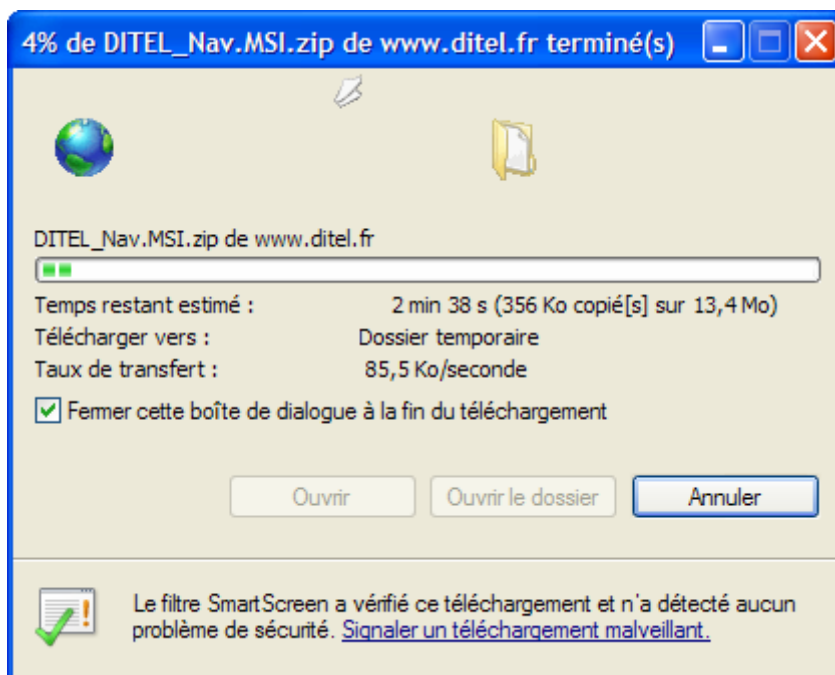 4% de DITEL_Nav.MSI.zip de www.ditel.fr terminé(s)
DITEL_Nav.MSI.zip de www.ditel.fr
Temps restant estimé : 2 min 38 s (356 Ko copié[s] sur 13,4 Mo)
Télécharger vers : Dossier temporaire
Taux de transfert : 85,5 Ko/seconde
Fermer cette boîte de dialogue à la fin du téléchargement
Ouvrir Ouvrir le dossier Annuler
Le filtre SmartScreen a vérifié ce téléchargement et n'a détecté aucun
problème de sécurité. Signaler un téléchargement malveillant.